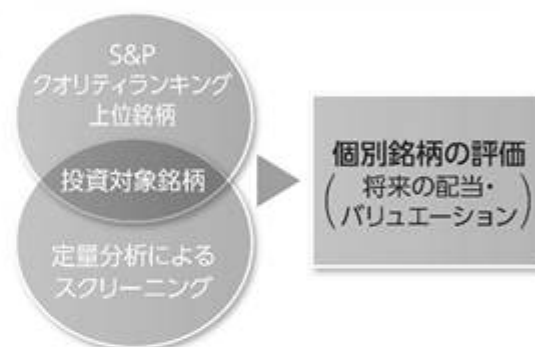 S&P
クオリティランキング
上位銘柄
投資対象銘柄
定量分析による
スクリーニング
個別銘柄の評価
(将来の配当・
バリュエーション)